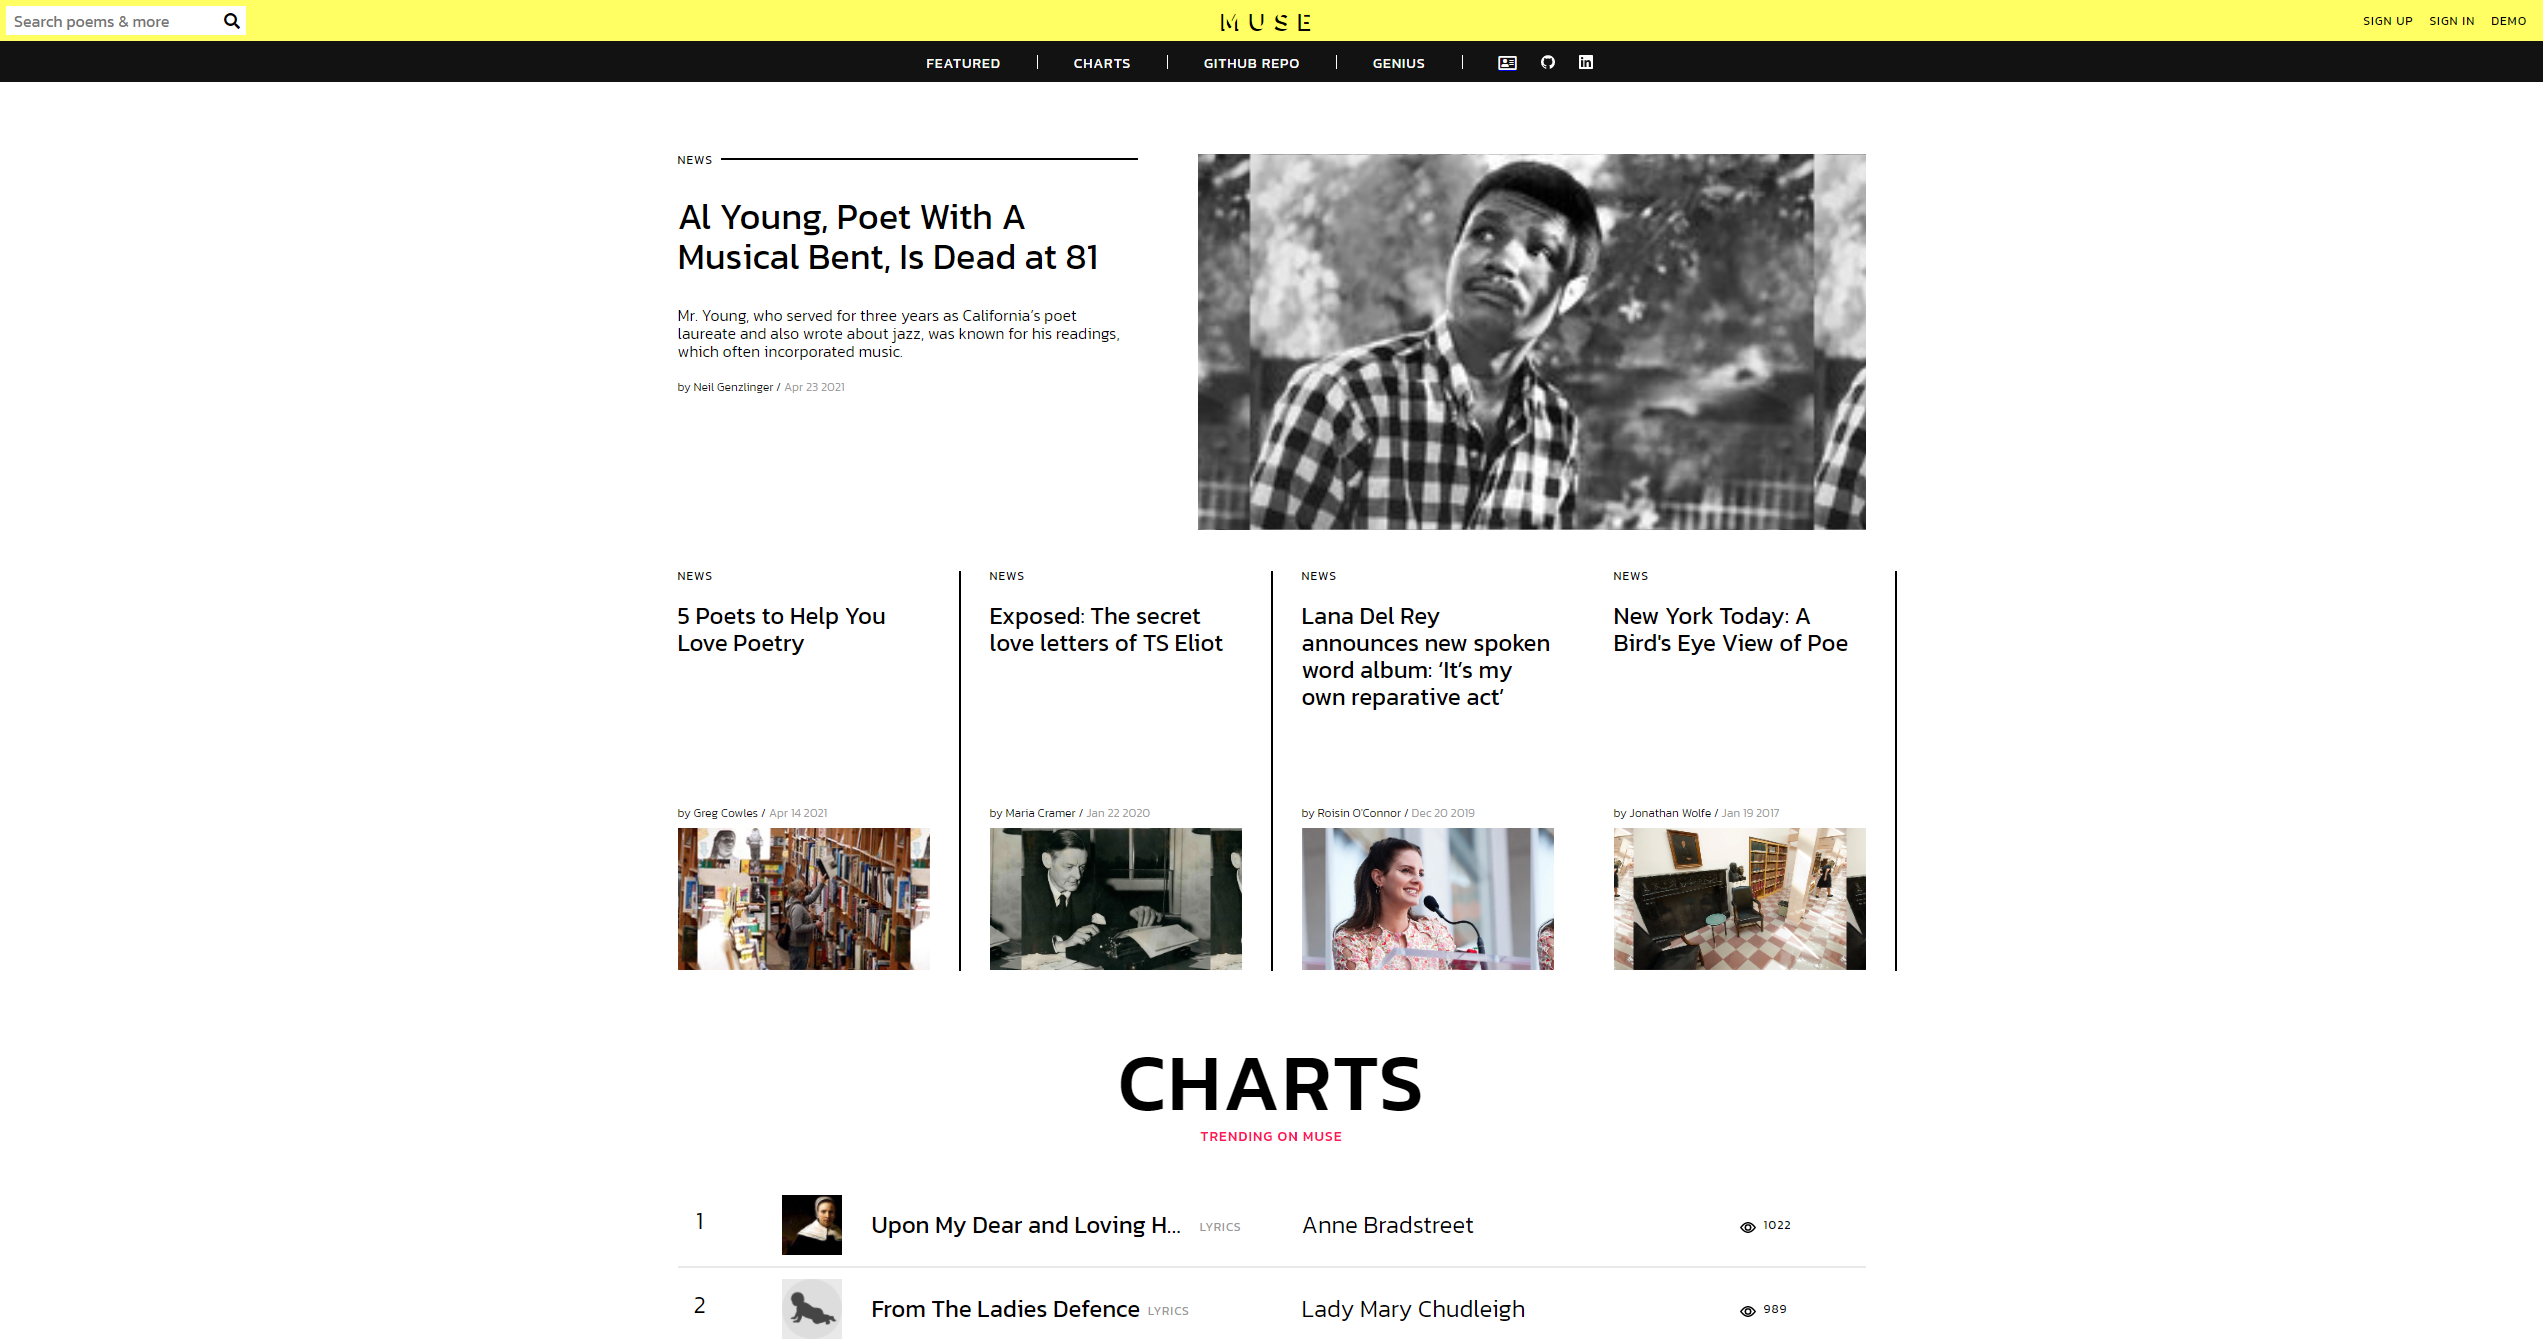 Search poems & more
MUSE
SIGN UP SIGN IN DEMO
FEATURED CHARTS GITHUB REPO GENIUS
NEWS
Al Young, Poet With A
Musical Bent, Is Dead at 81
Mr. Young, who served for three years as California’s poet
laureate and also wrote about jazz, was known for his readings,
which often incorporated music.
by Neil Genzlinger / Apr 23 2021
NEWS
5 Poets to Help You
Love Poetry
by Greg Cowles / Apr 14 2021
NEWS
Exposed: The secret
love letters of TS Eliot
by Maria Cramer / Jan 22 2020
NEWS
Lana Del Rey
announces new spoken
word album: ‘It’s my
own reparative act’
by Roisin O'Connor / Dec 20 2019
NEWS
New York Today: A
Bird's Eye View of Poe
by Jonathan Wolfe / Jan 19 2017
CHARTS
TRENDING ON MUSE
1 Upon My Dear and Loving H... LYRICS Anne Bradstreet 1022
2 From The Ladies Defence LYRICS Lady Mary Chudleigh 989